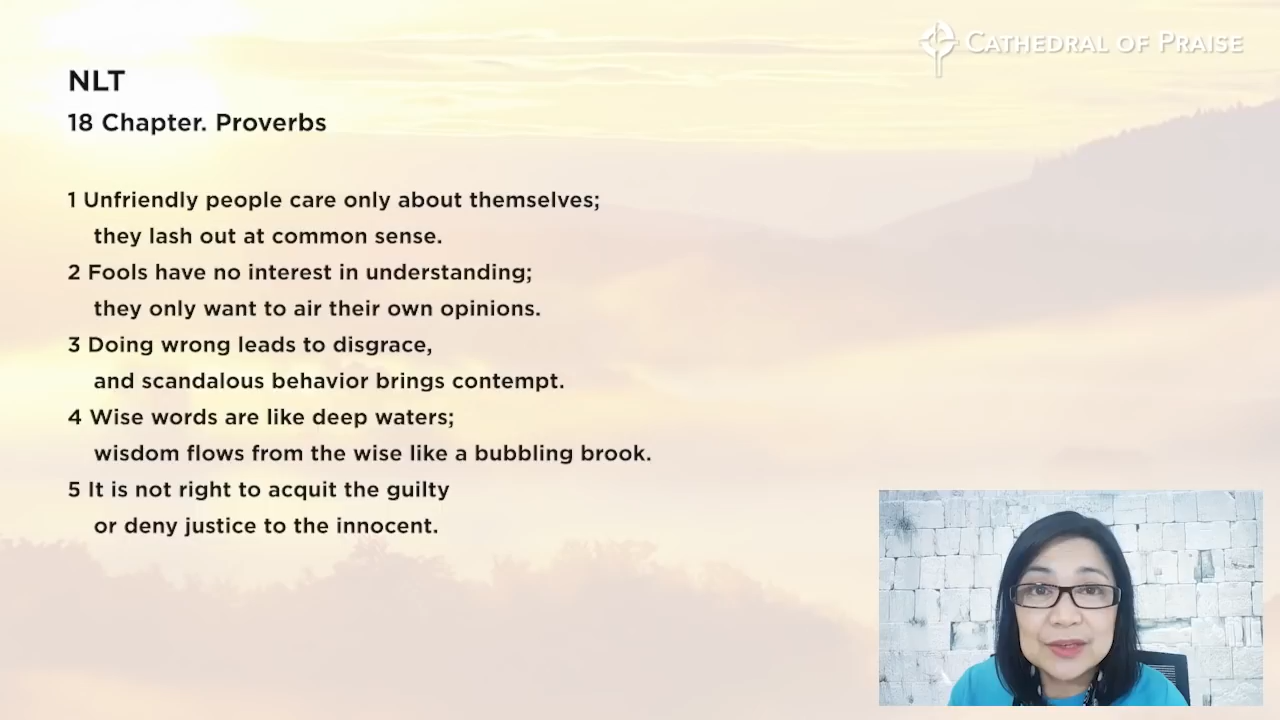 CATHEDRAL OF PRAISE
NLT
18 Chapter. Proverbs
1 Unfriendly people care only about themselves;
they lash out at common sense.
2 Fools have no interest in understanding;
they only want to air their own opinions.
3 Doing wrong leads to disgrace,
and scandalous behavior brings contempt.
4 Wise words are like deep waters;
wisdom flows from the wise like a bubbling brook.
5 It is not right to acquit the guilty
or deny justice to the innocent.